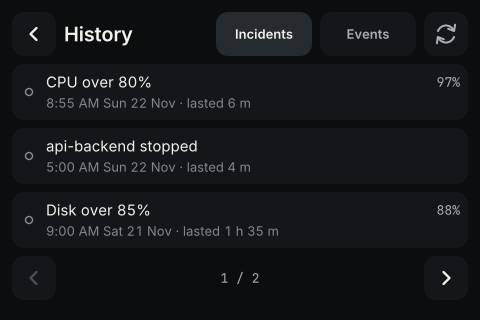 History
Incidents
Events
CPU over 80%
97%
8:55 AM Sun 22 Nov · lasted 6 m
api-backend stopped
5:00 AM Sun 22 Nov · lasted 4 m
Disk over 85%
88%
9:00 AM Sat 21 Nov · lasted 1 h 35 m
1 / 2